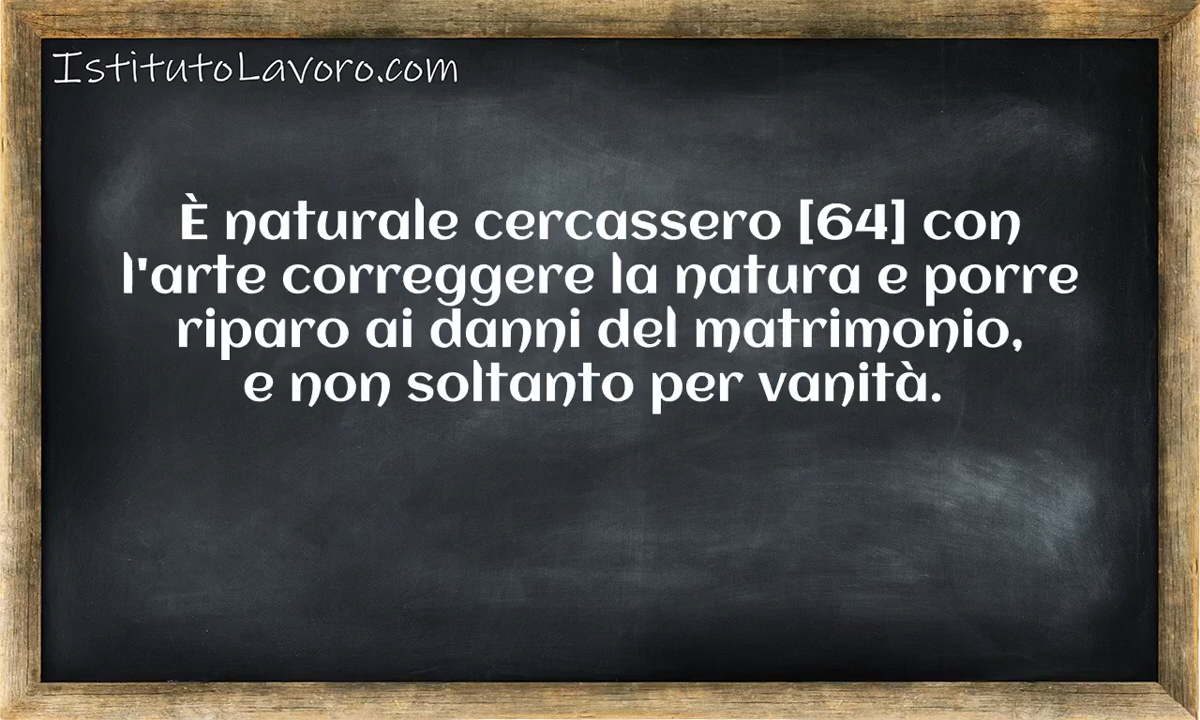 IstitutoLavoro.com
È naturale cercassero [64] con
l'arte correggere la natura e porre
riparo ai danni del matrimonio,
e non soltanto per vanità.